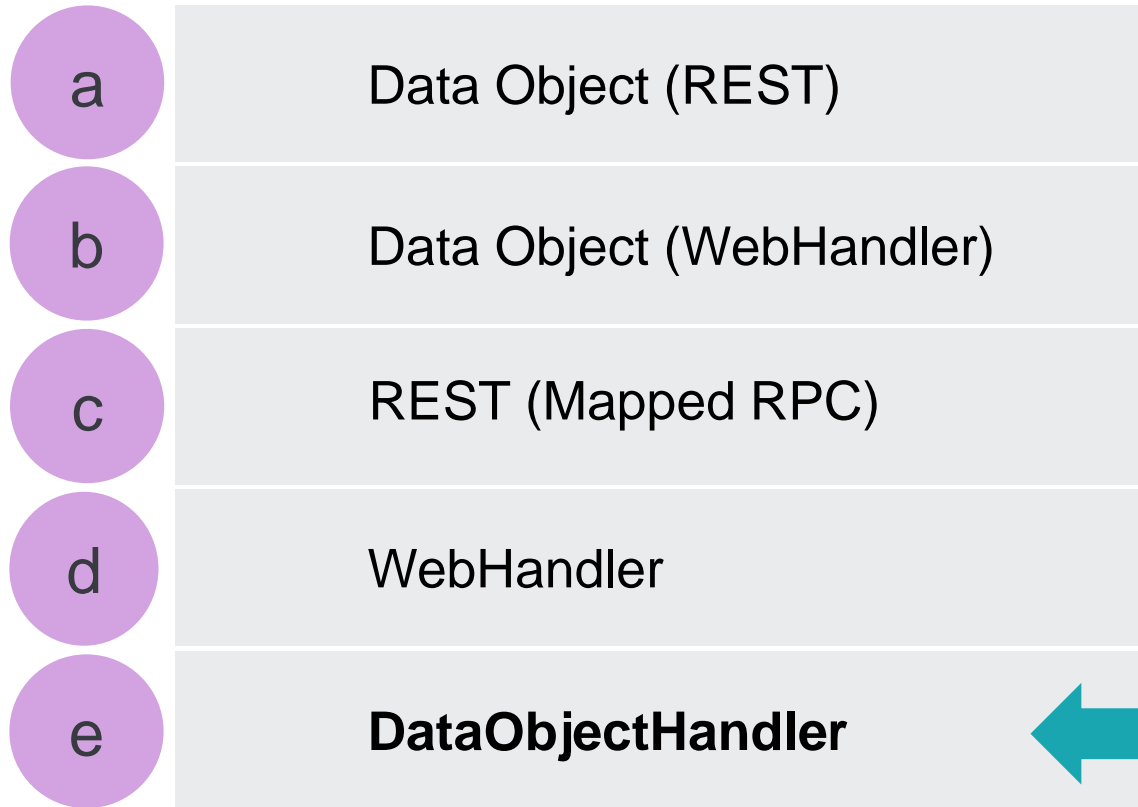 a Data Object (REST)
b Data Object (WebHandler)
c REST (Mapped RPC)
d WebHandler
e DataObjectHandler